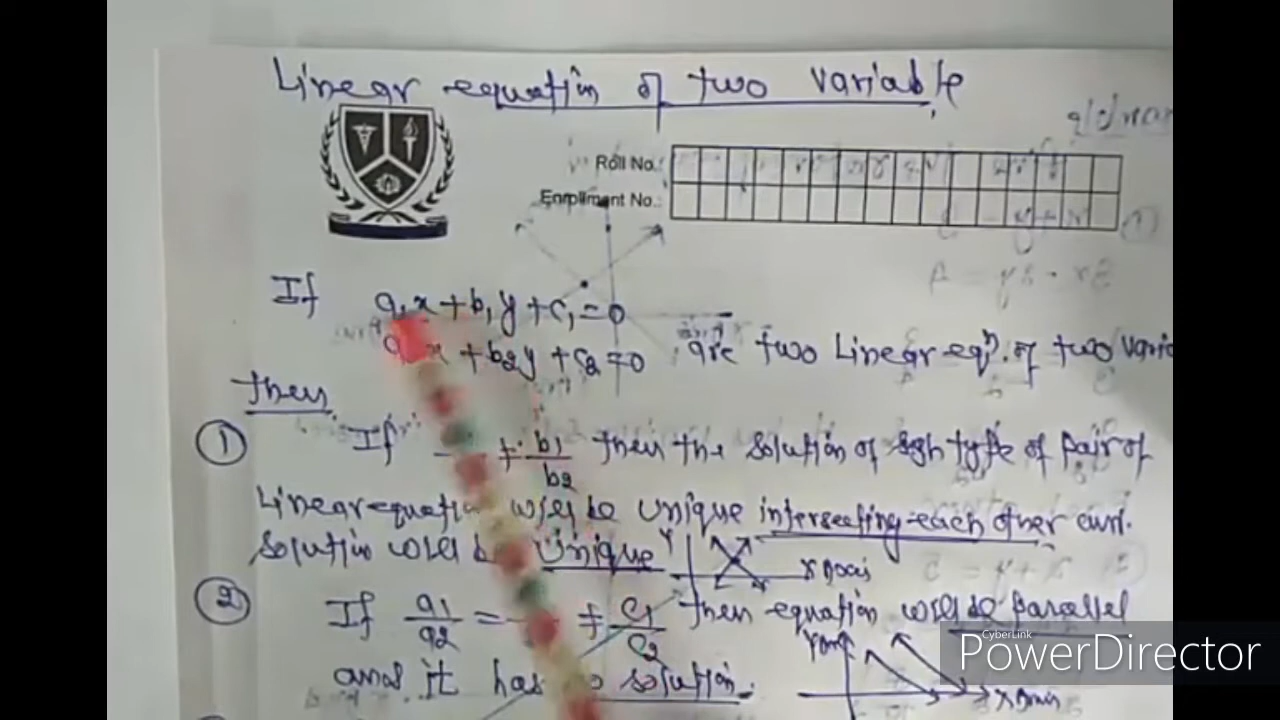 Linear equation of two variable
Roll No.:
Enrollment No.:
If a₁x + b₁y + c₁ = 0
x + b₂y + c₂ = 0 are two Linear eqⁿ. of two varia
then
① If ≠ b₁/b₂ then the solution of such type of pair of
Linear equation will be unique intersecting each other and.
solution will be unique Y X Axis
② If a₁/a₂ = ≠ c₁/c₂ then equation will be parallel
and it has no solution. X Axis
CyberLink
PowerDirector